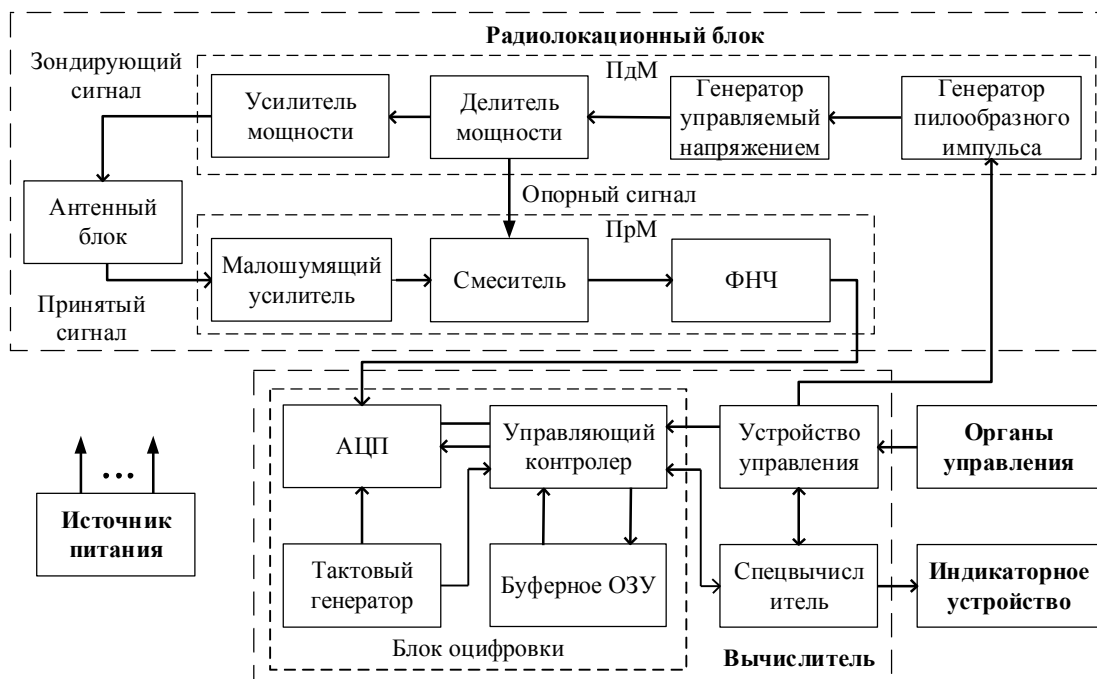 Радиолокационный блок
Зондирующий
сигнал
ПдМ
Усилитель
мощности
Делитель
мощности
Генератор
управляемый
напряжением
Генератор
пилообразного
импульса
Опорный сигнал
Антенный
блок
ПрМ
Малошумящий
усилитель
Смеситель
ФНЧ
Принятый
сигнал
АЦП
Управляющий
контролер
Устройство
управления
Органы
управления
...
Источник
питания
Тактовый
генератор
Буферное ОЗУ
Спецвычисл
итель
Индикаторное
устройство
Блок оцифровки
Вычислитель